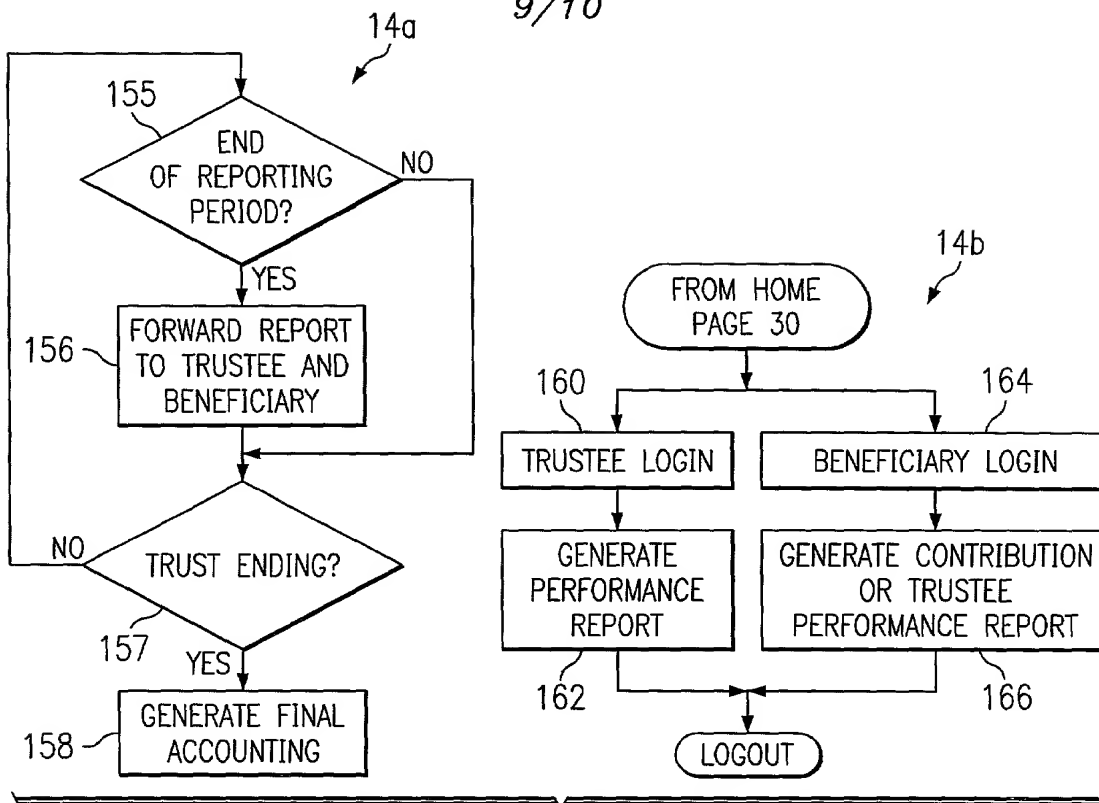 9/10
14a
155
END
OF REPORTING
PERIOD?
NO
YES
156
FORWARD REPORT
TO TRUSTEE AND
BENEFICIARY
NO
TRUST ENDING?
157
YES
158
GENERATE FINAL
ACCOUNTING
14b
FROM HOME
PAGE 30
160
TRUSTEE LOGIN
164
BENEFICIARY LOGIN
GENERATE
PERFORMANCE
REPORT
162
GENERATE CONTRIBUTION
OR TRUSTEE
PERFORMANCE REPORT
166
LOGOUT